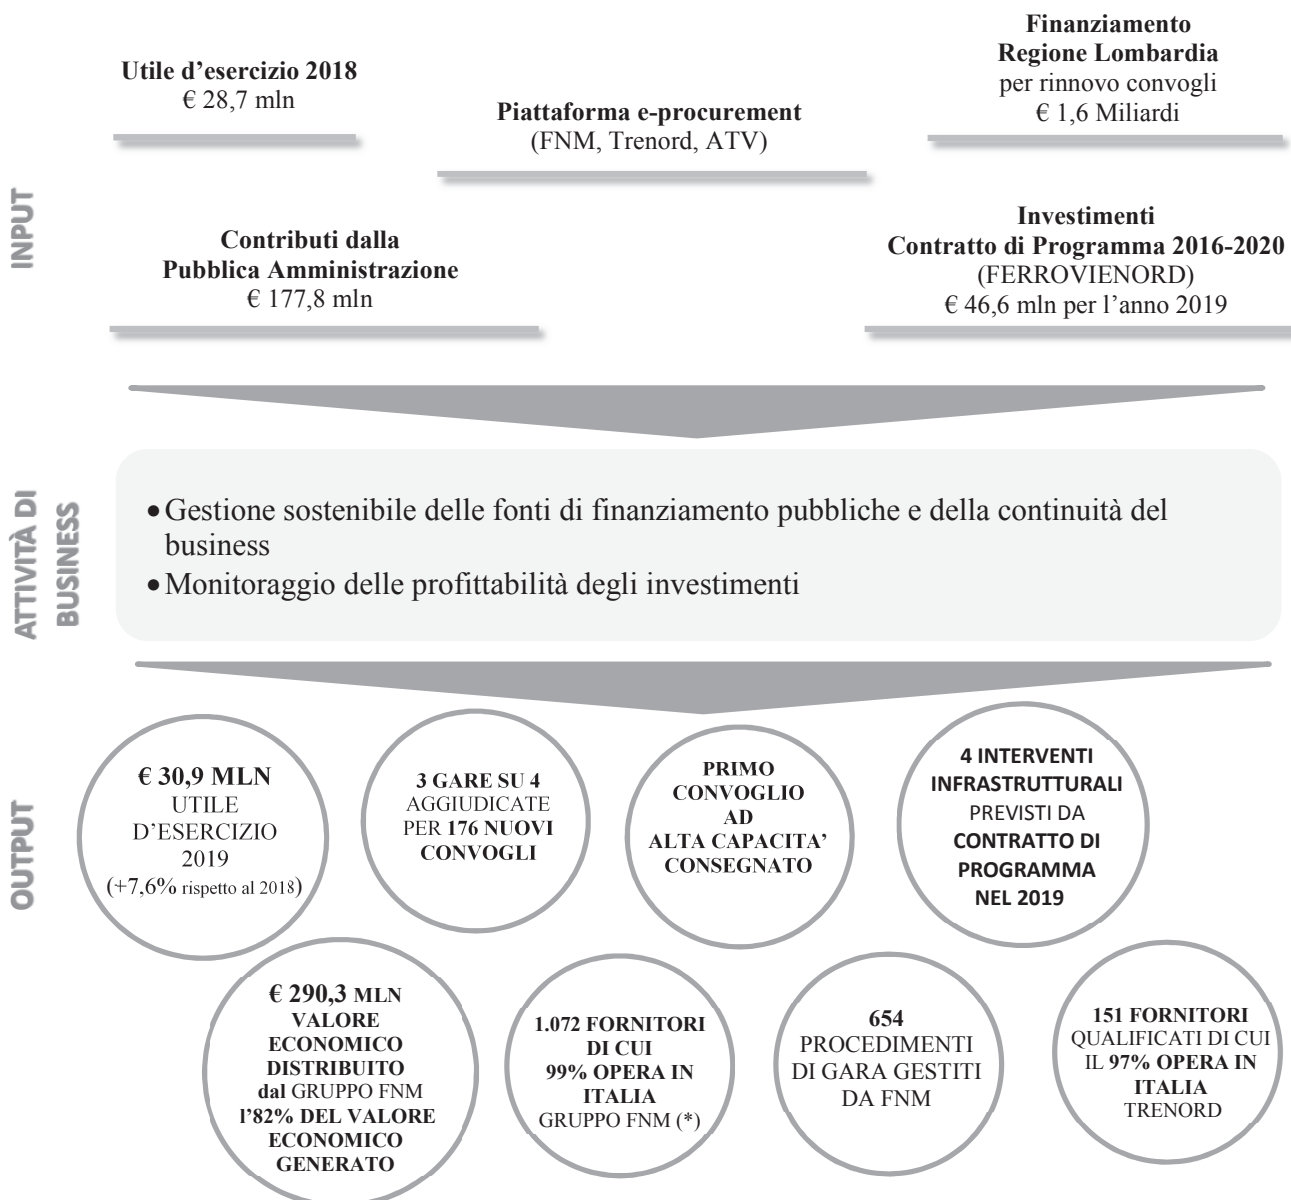 INPUT
Utile d’esercizio 2018
€ 28,7 mln
Piattaforma e-procurement
(FNM, Trenord, ATV)
Finanziamento
Regione Lombardia
per rinnovo convogli
€ 1,6 Miliardi
Contributi dalla
Pubblica Amministrazione
€ 177,8 mln
Investimenti
Contratto di Programma 2016-2020
(FERROVIENORD)
€ 46,6 mln per l’anno 2019
ATTIVITÀ DI
BUSINESS
• Gestione sostenibile delle fonti di finanziamento pubbliche e della continuità del
business
• Monitoraggio delle profittabilità degli investimenti
OUTPUT
€ 30,9 MLN
UTILE
D’ESERCIZIO
2019
(+7,6% rispetto al 2018)
3 GARE SU 4
AGGIUDICATE
PER 176 NUOVI
CONVOGLI
PRIMO
CONVOGLIO
AD
ALTA CAPACITA’
CONSEGNATO
4 INTERVENTI
INFRASTRUTTURALI
PREVISTI DA
CONTRATTO DI
PROGRAMMA
NEL 2019
€ 290,3 MLN
VALORE
ECONOMICO
DISTRIBUITO
dal GRUPPO FNM
l’82% DEL VALORE
ECONOMICO
GENERATO
1.072 FORNITORI
DI CUI
99% OPERA IN
ITALIA
GRUPPO FNM (*)
654
PROCEDIMENTI
DI GARA GESTITI
DA FNM
151 FORNITORI
QUALIFICATI DI CUI
IL 97% OPERA IN
ITALIA
TRENORD